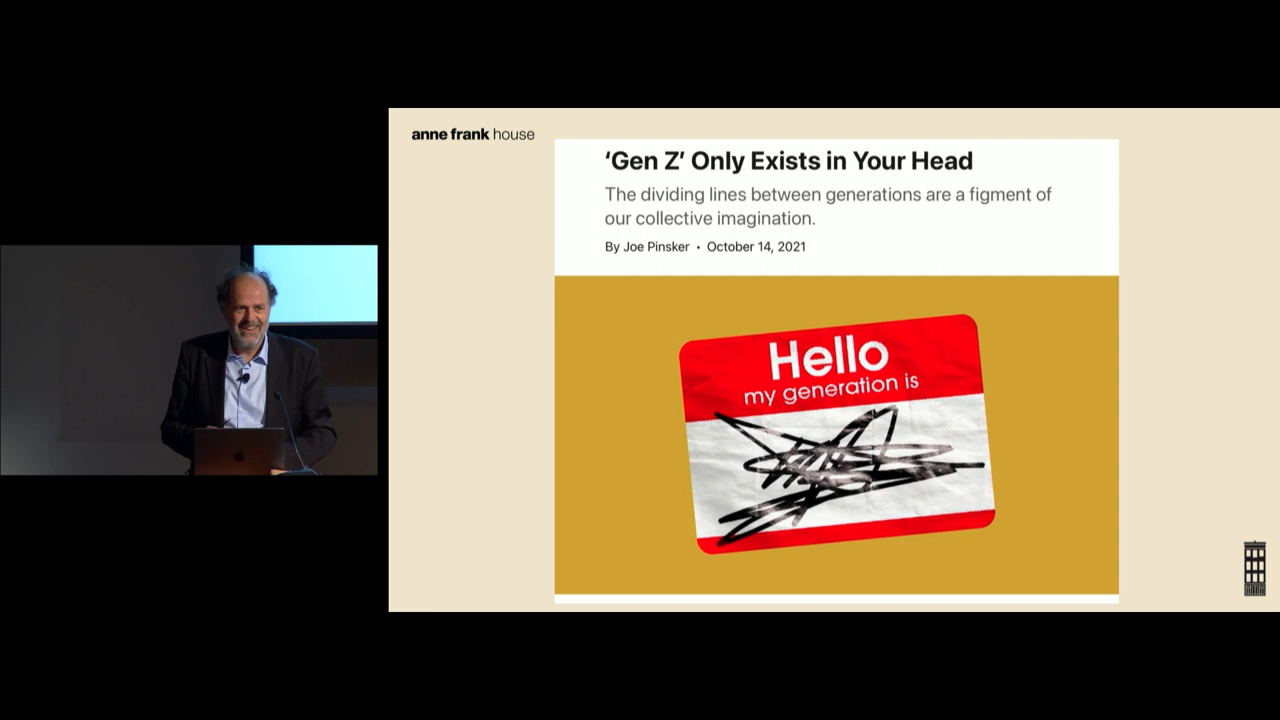 anne frank house
‘Gen Z’ Only Exists in Your Head
The dividing lines between generations are a figment of
our collective imagination.
By Joe Pinsker • October 14, 2021
Hello
my generation is